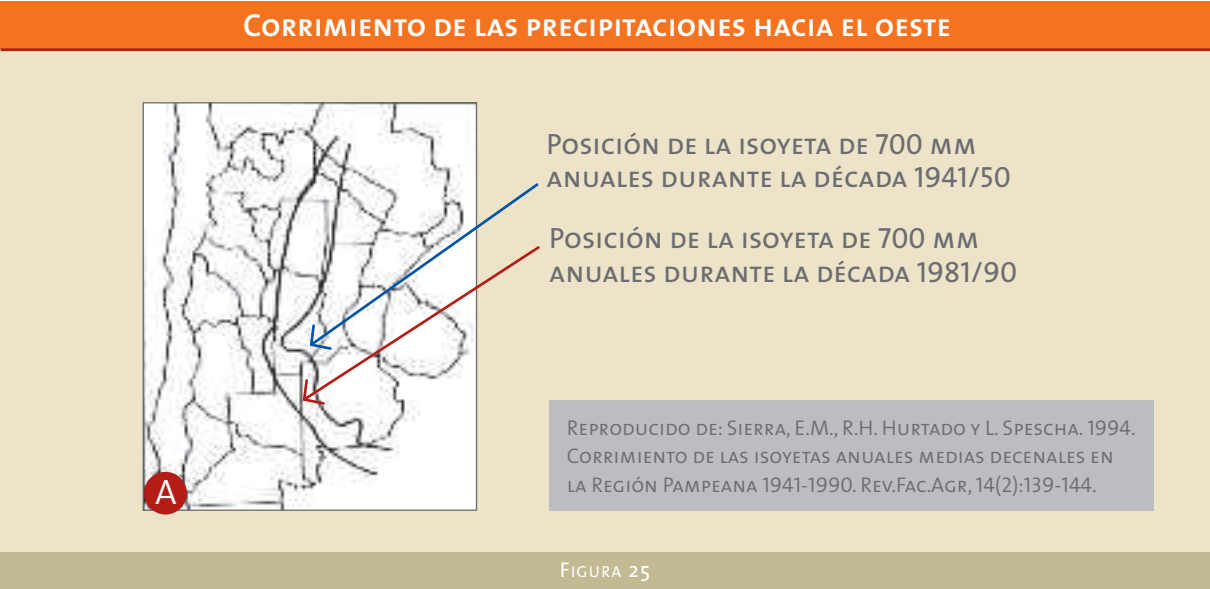 Corrimiento de las precipitaciones hacia el oeste
Posición de la isoyeta de 700 mm
anuales durante la década 1941/50
Posición de la isoyeta de 700 mm
anuales durante la década 1981/90
Reproducido de: Sierra, E.M., R.H. Hurtado y L. Spescha. 1994.
Corrimiento de las isoyetas anuales medias decenales en
la Región Pampeana 1941-1990. Rev.Fac.Agr, 14(2):139-144.
A
Figura 25